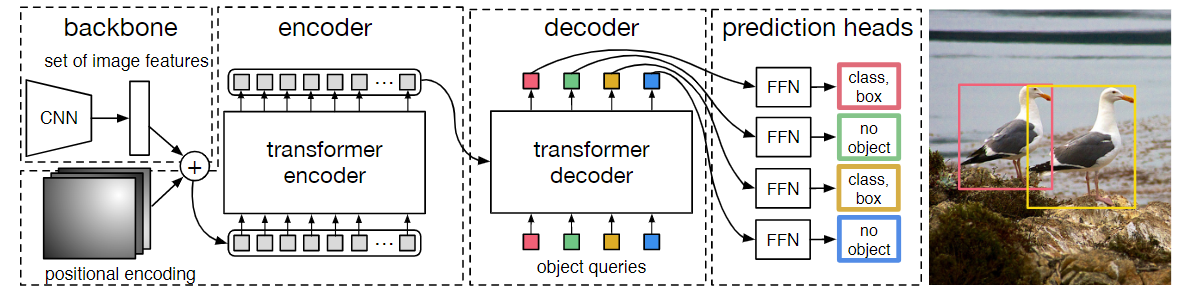 backbone
set of image features
CNN
+
positional encoding
encoder
...
transformer
encoder
...
decoder
transformer
decoder
object queries
prediction heads
FFN
class,
box
FFN
no
object
FFN
class,
box
FFN
no
object